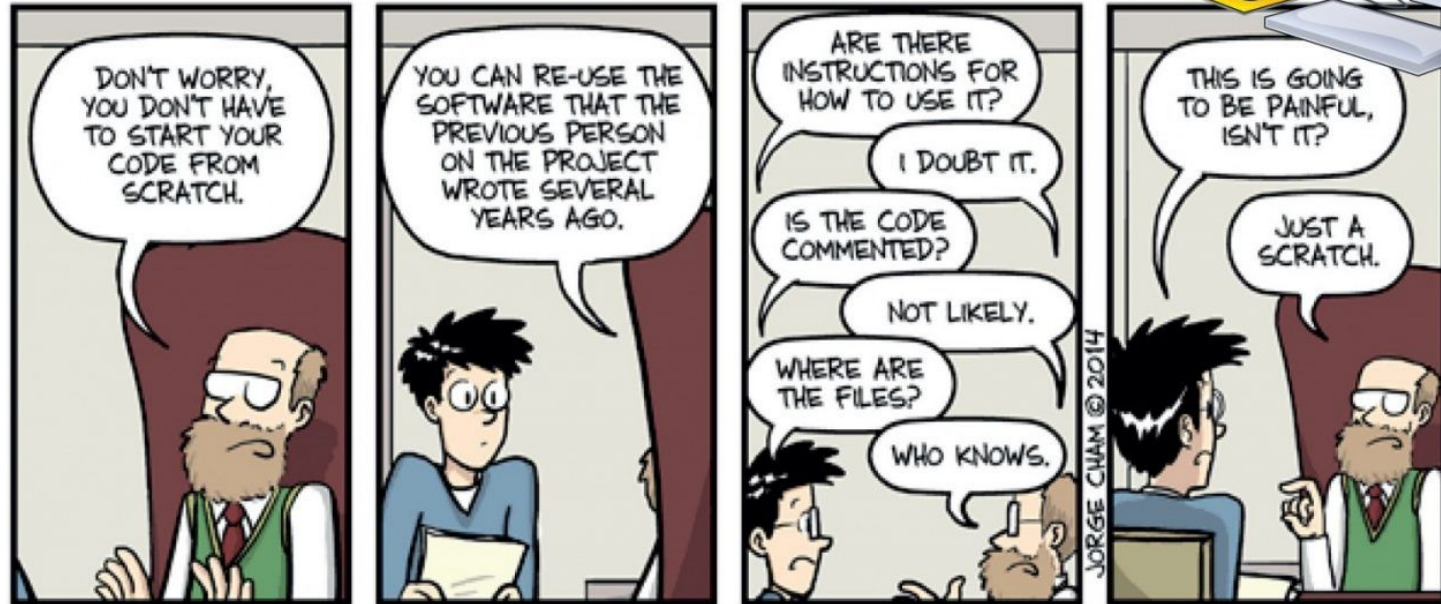 DON'T WORRY,
YOU DON'T HAVE
TO START YOUR
CODE FROM
SCRATCH.
YOU CAN RE-USE THE
SOFTWARE THAT THE
PREVIOUS PERSON
ON THE PROJECT
WROTE SEVERAL
YEARS AGO.
ARE THERE
INSTRUCTIONS FOR
HOW TO USE IT?
I DOUBT IT.
IS THE CODE
COMMENTED?
NOT LIKELY.
WHERE ARE
THE FILES?
WHO KNOWS.
JORGE CHAM © 2014
THIS IS GOING
TO BE PAINFUL,
ISN'T IT?
JUST A
SCRATCH.